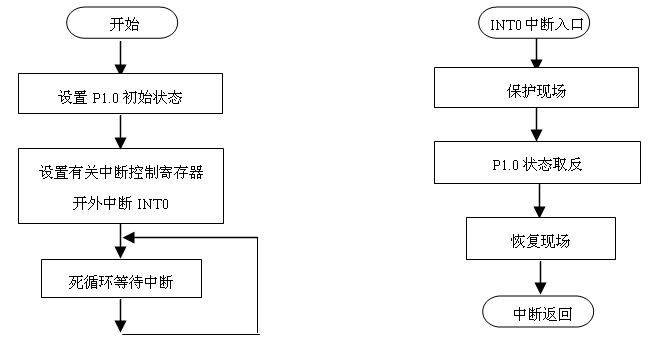 开始
设置 P1.0 初始状态
设置有关中断控制寄存器
开外中断 INT0
死循环等待中断
INT0 中断入口
保护现场
P1.0 状态取反
恢复现场
中断返回